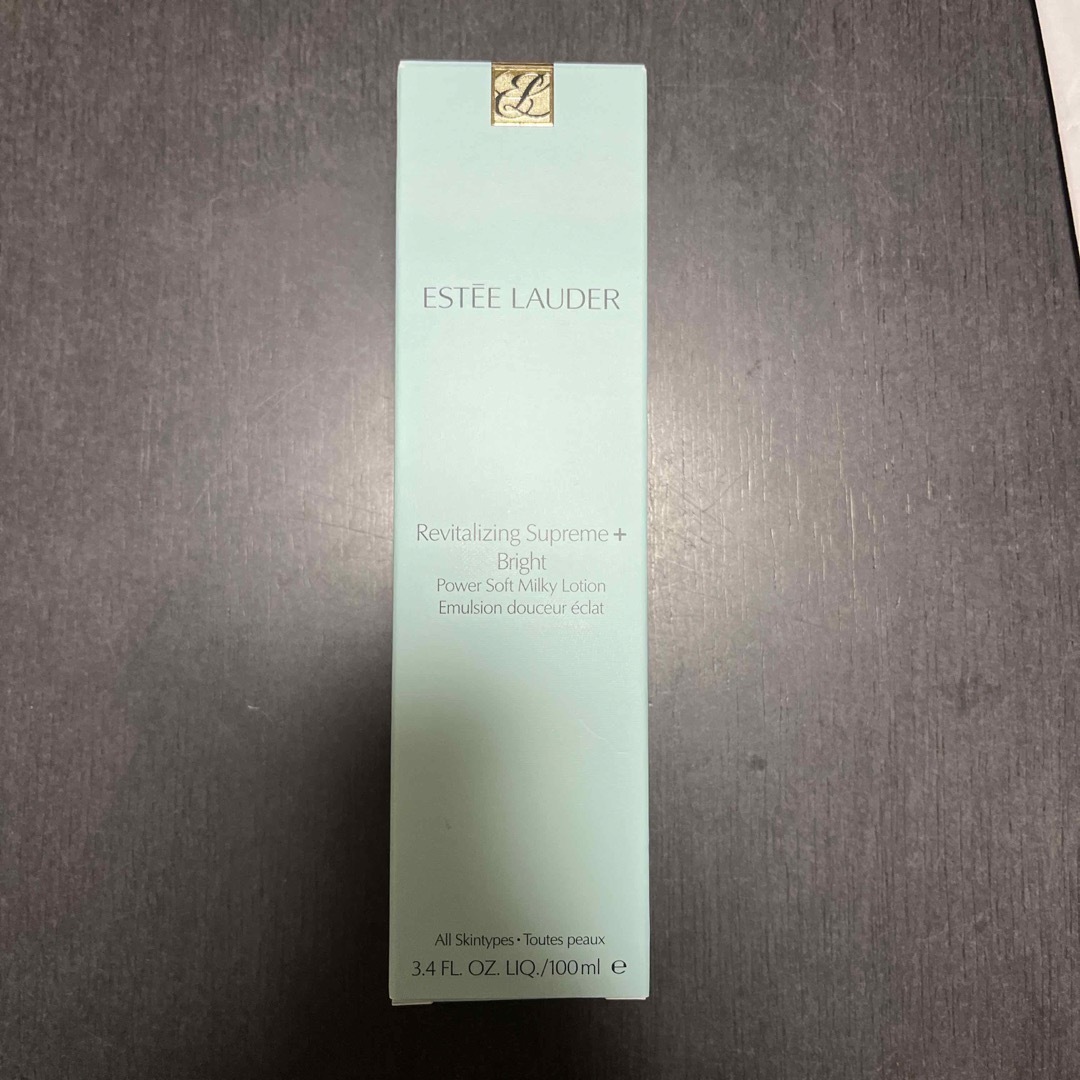 EL
ESTĒE LAUDER
Revitalizing Supreme+
Bright
Power Soft Milky Lotion
Emulsion douceur éclat
All Skintypes • Toutes peaux
3.4 FL. OZ. LIQ./100ml ℮